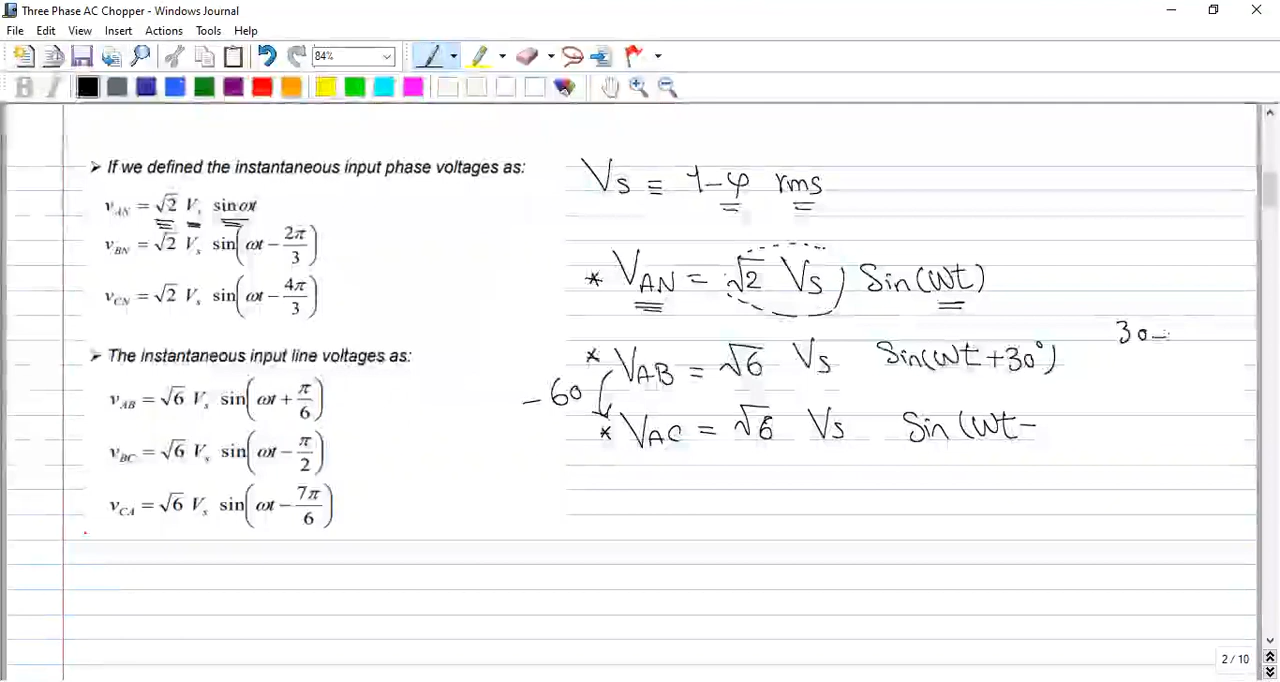 Three Phase AC Chopper - Windows Journal
File Edit View Insert Actions Tools Help
84%
➢ If we defined the instantaneous input phase voltages as:
v_AN = √2 V_s sin ωt
v_BN = √2 V_s sin(ωt − 2π/3)
v_CN = √2 V_s sin(ωt − 4π/3)
➢ The instantaneous input line voltages as:
v_AB = √6 V_s sin(ωt + π/6)
v_BC = √6 V_s sin(ωt − π/2)
v_CA = √6 V_s sin(ωt − 7π/6)
Vs ≡ 1-φ rms
* V_AN = √2 Vs) Sin(ωt)
30-
* V_AB = √6 Vs Sin(ωt +30°)
-60
* V_AC = √6 Vs Sin(ωt-
2 / 10